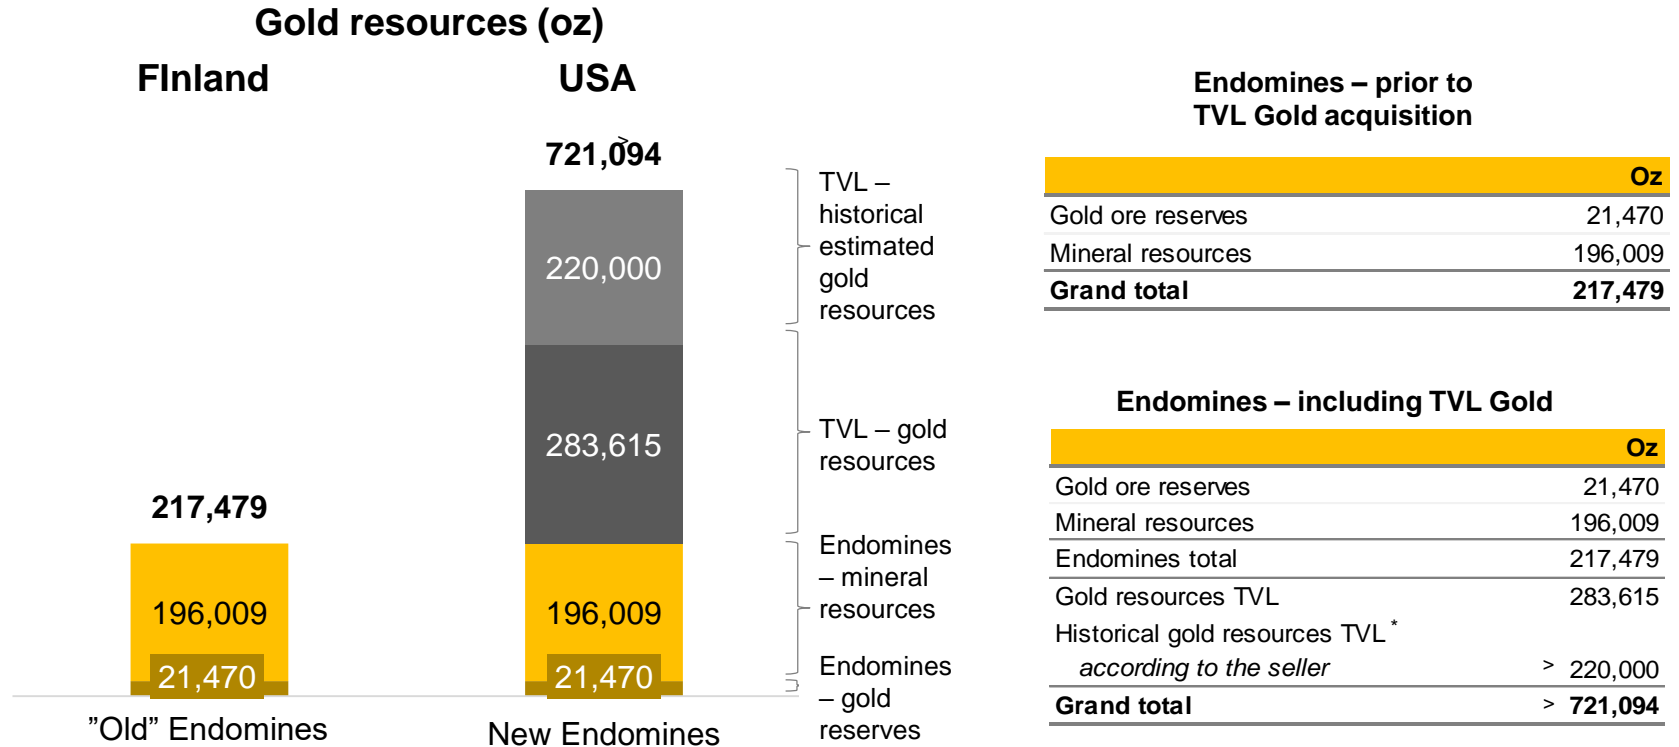 Gold resources (oz)
FInland
USA
>
721,094
220,000
283,615
217,479
196,009
196,009
21,470
21,470
"Old" Endomines
New Endomines
TVL –
historical
estimated
gold
resources
TVL – gold
resources
Endomines
– mineral
resources
Endomines
– gold
reserves
Endomines – prior to
TVL Gold acquisition
Oz
Gold ore reserves 21,470
Mineral resources 196,009
Grand total 217,479
Endomines – including TVL Gold
Oz
Gold ore reserves 21,470
Mineral resources 196,009
Endomines total 217,479
Gold resources TVL 283,615
Historical gold resources TVL *
according to the seller > 220,000
Grand total > 721,094